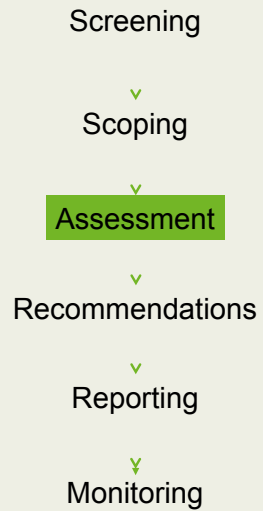 Screening
Scoping
Assessment
Recommendations
Reporting
Monitoring